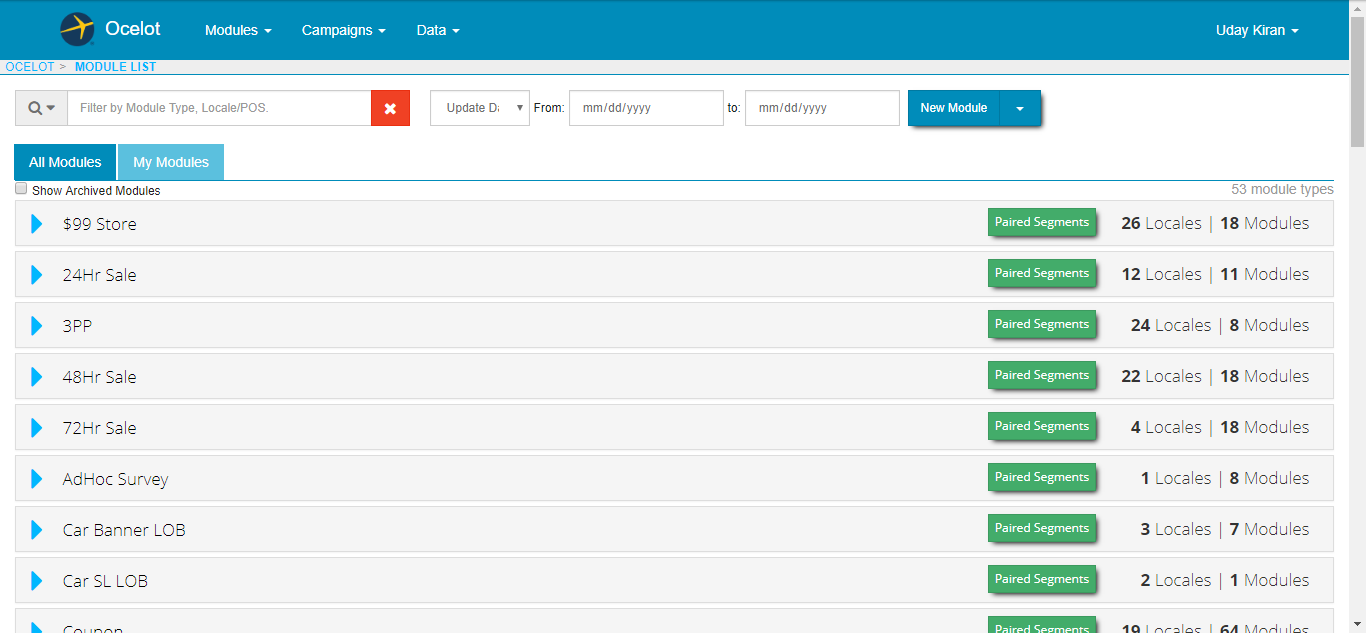 Ocelot Modules Campaigns Data Uday Kiran
OCELOT > MODULE LIST
Filter by Module Type, Locale/POS. Update Da From: mm/dd/yyyy to: mm/dd/yyyy New Module
All Modules My Modules
Show Archived Modules 53 module types
$99 Store Paired Segments 26 Locales | 18 Modules
24Hr Sale Paired Segments 12 Locales | 11 Modules
3PP Paired Segments 24 Locales | 8 Modules
48Hr Sale Paired Segments 22 Locales | 18 Modules
72Hr Sale Paired Segments 4 Locales | 18 Modules
AdHoc Survey Paired Segments 1 Locales | 8 Modules
Car Banner LOB Paired Segments 3 Locales | 7 Modules
Car SL LOB Paired Segments 2 Locales | 1 Modules
Coupon Paired Segments 19 Locales | 64 Modules